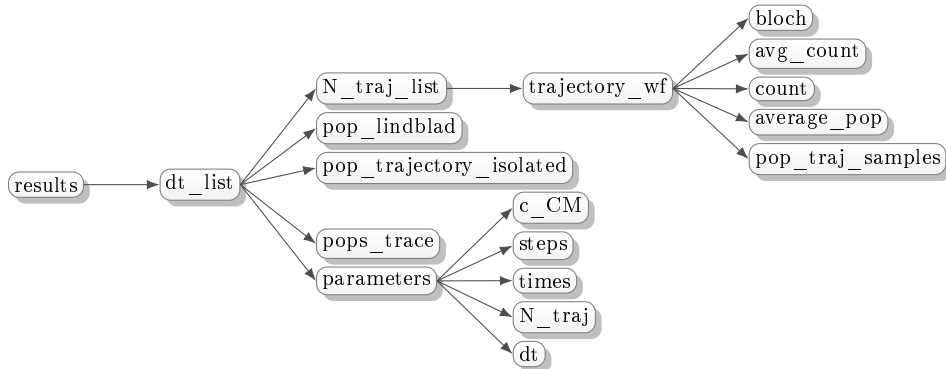 results
dt_list
N_traj_list
pop_lindblad
pop_trajectory_isolated
pops_trace
parameters
trajectory_wf
bloch
avg_count
count
average_pop
pop_traj_samples
c_CM
steps
times
N_traj
dt